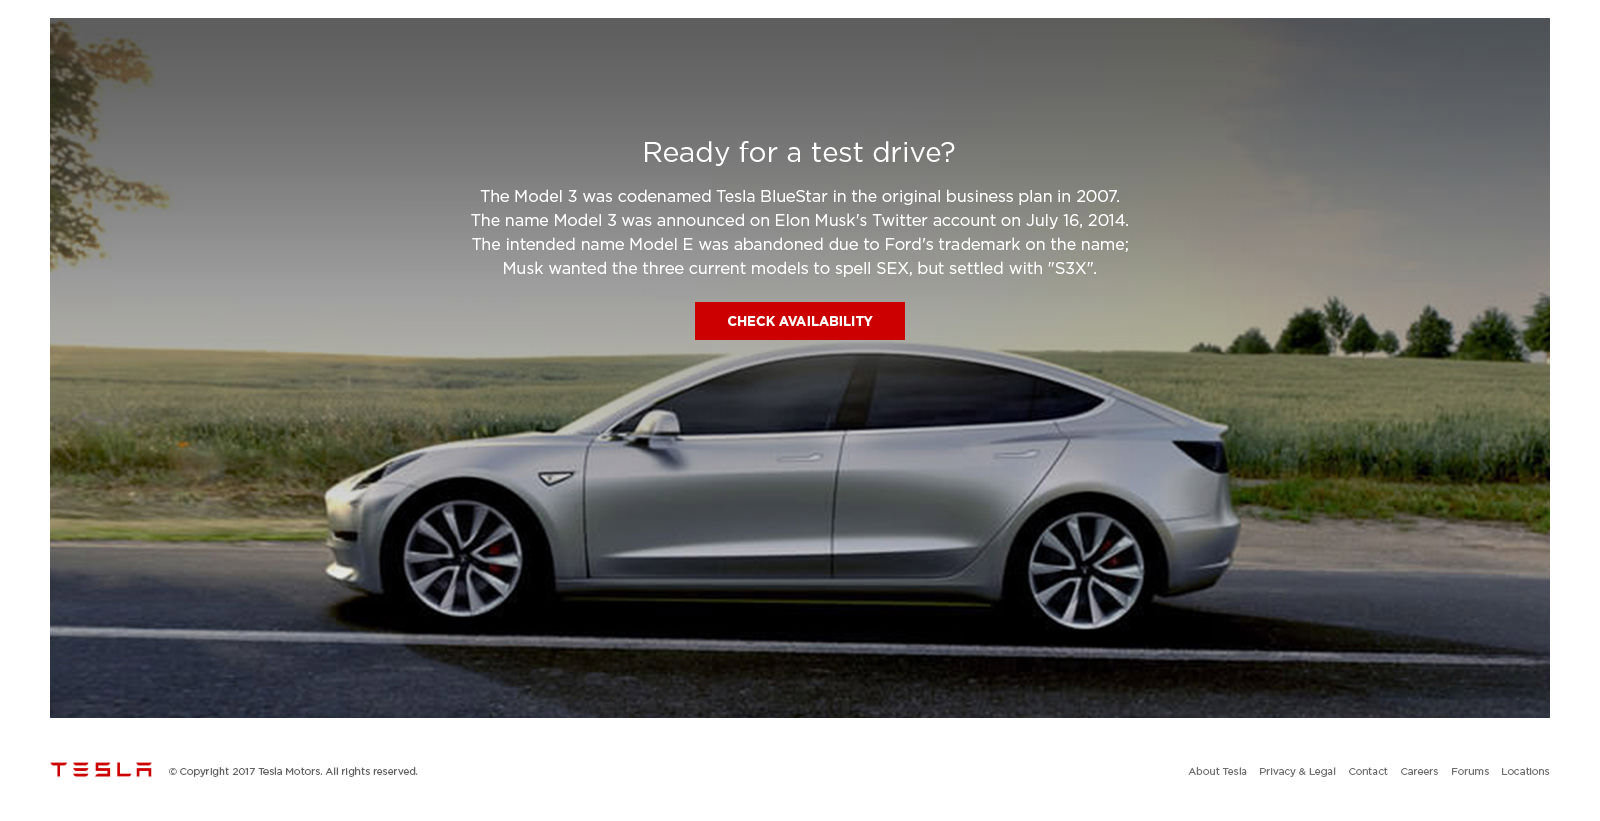 Ready for a test drive?
The Model 3 was codenamed Tesla BlueStar in the original business plan in 2007.
The name Model 3 was announced on Elon Musk's Twitter account on July 16, 2014.
The intended name Model E was abandoned due to Ford's trademark on the name;
Musk wanted the three current models to spell SEX, but settled with "S3X".
CHECK AVAILABILITY
TESLA © Copyright 2017 Tesla Motors. All rights reserved. About Tesla Privacy & Legal Contact Careers Forums Locations